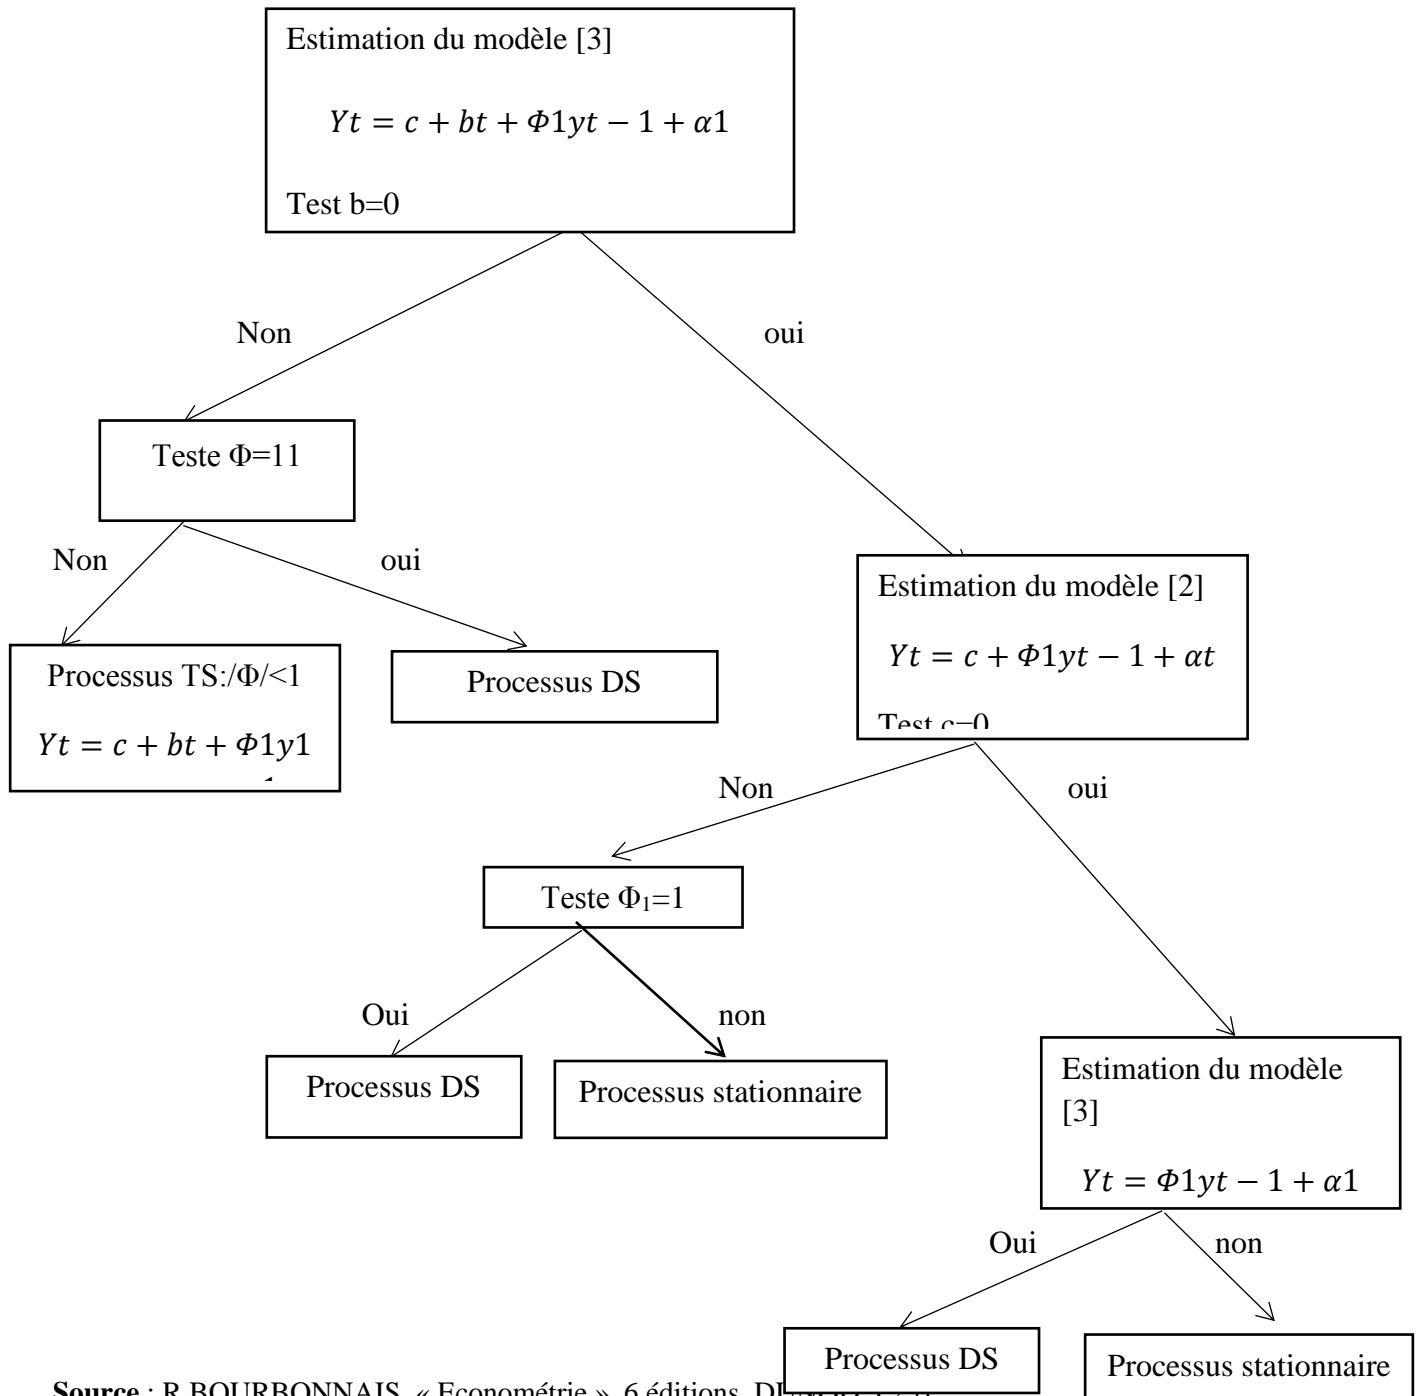 Estimation du modèle [3]
Yt = c + bt + Φ1yt − 1 + α1
Test b=0
Non
oui
Teste Φ=11
Non
oui
Estimation du modèle [2]
Yt = c + Φ1yt − 1 + αt
Test c=0
Processus TS:/Φ/<1
Yt = c + bt + Φ1y1
Processus DS
Non
oui
Teste Φ₁=1
Oui
non
Processus DS
Processus stationnaire
Estimation du modèle
[3]
Yt = Φ1yt − 1 + α1
Oui
non
Processus DS
Processus stationnaire
Source : R.BOURBONNAIS, « Econométrie », 6 éditions,